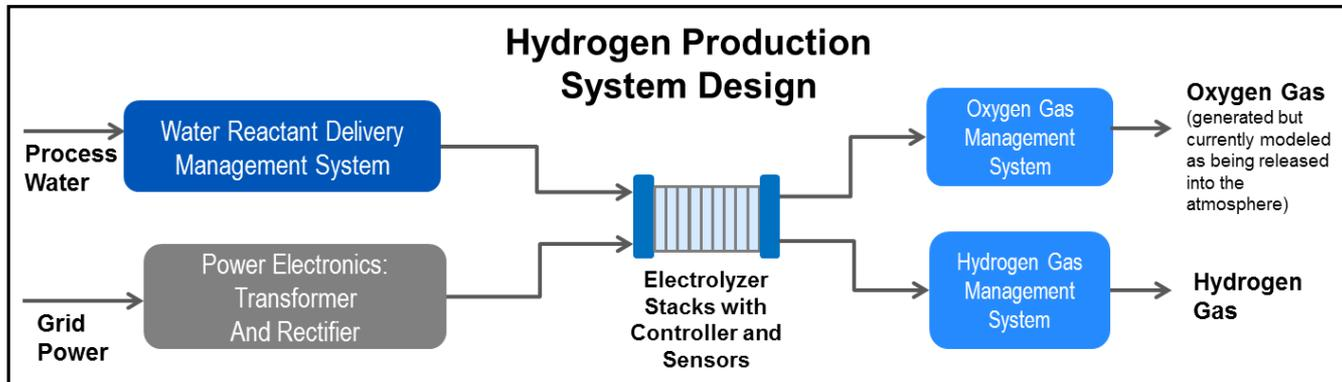 Hydrogen Production
System Design
Process
Water
Water Reactant Delivery
Management System
Grid
Power
Power Electronics:
Transformer
And Rectifier
Electrolyzer
Stacks with
Controller and
Sensors
Oxygen Gas
Management
System
Oxygen Gas
(generated but
currently modeled
as being released
into the
atmosphere)
Hydrogen Gas
Management
System
Hydrogen
Gas